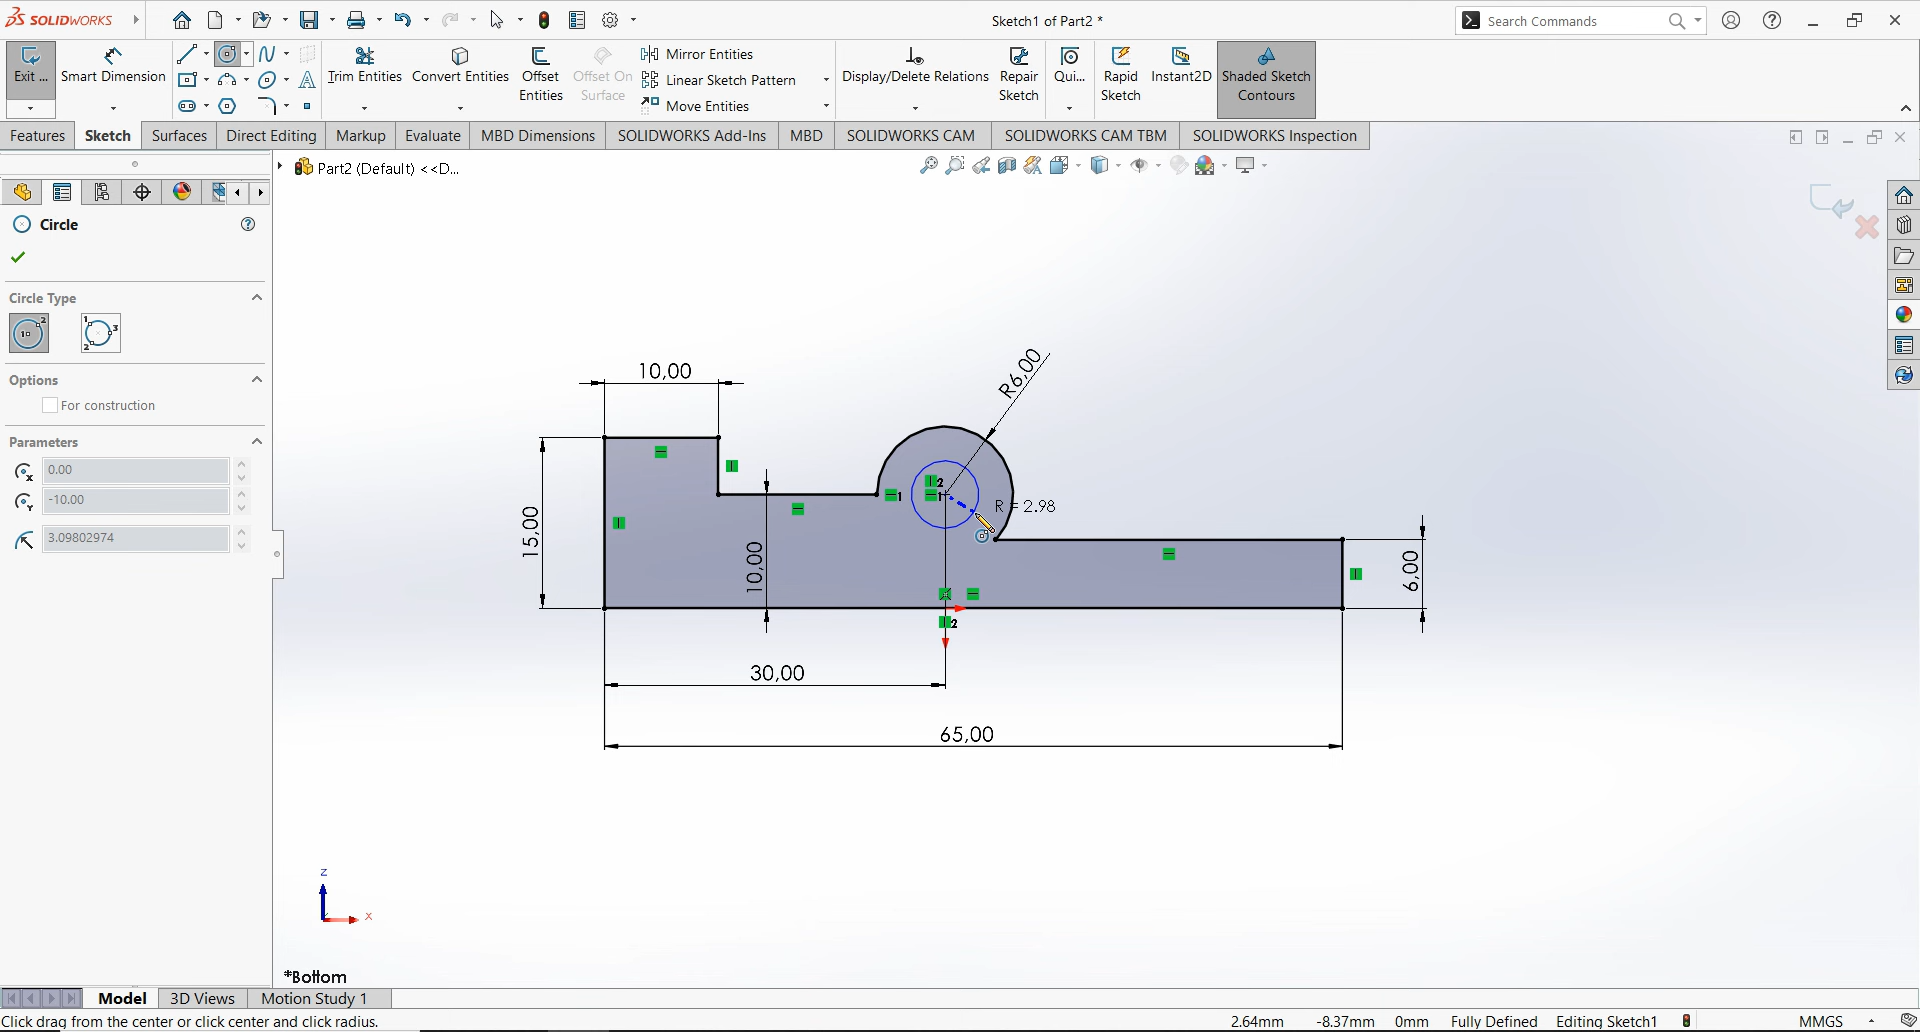 SOLIDWORKS
Sketch1 of Part2 *
Search Commands
Exit ...
Smart Dimension
Trim Entities
Convert Entities
Offset Entities
Offset On Surface
Mirror Entities
Linear Sketch Pattern
Move Entities
Display/Delete Relations
Repair Sketch
Qui...
Rapid Sketch
Instant2D
Shaded Sketch Contours
Features
Sketch
Surfaces
Direct Editing
Markup
Evaluate
MBD Dimensions
SOLIDWORKS Add-Ins
MBD
SOLIDWORKS CAM
SOLIDWORKS CAM TBM
SOLIDWORKS Inspection
Part2 (Default) <<D...
Circle
Circle Type
Options
For construction
Parameters
0.00
-10.00
3.09802974
10,00
R6,00
15,00
10,00
R = 2.98
6,00
30,00
65,00
z
x
*Bottom
Model
3D Views
Motion Study 1
Click drag from the center or click center and click radius.
2.64mm
-8.37mm
0mm
Fully Defined
Editing Sketch1
MMGS